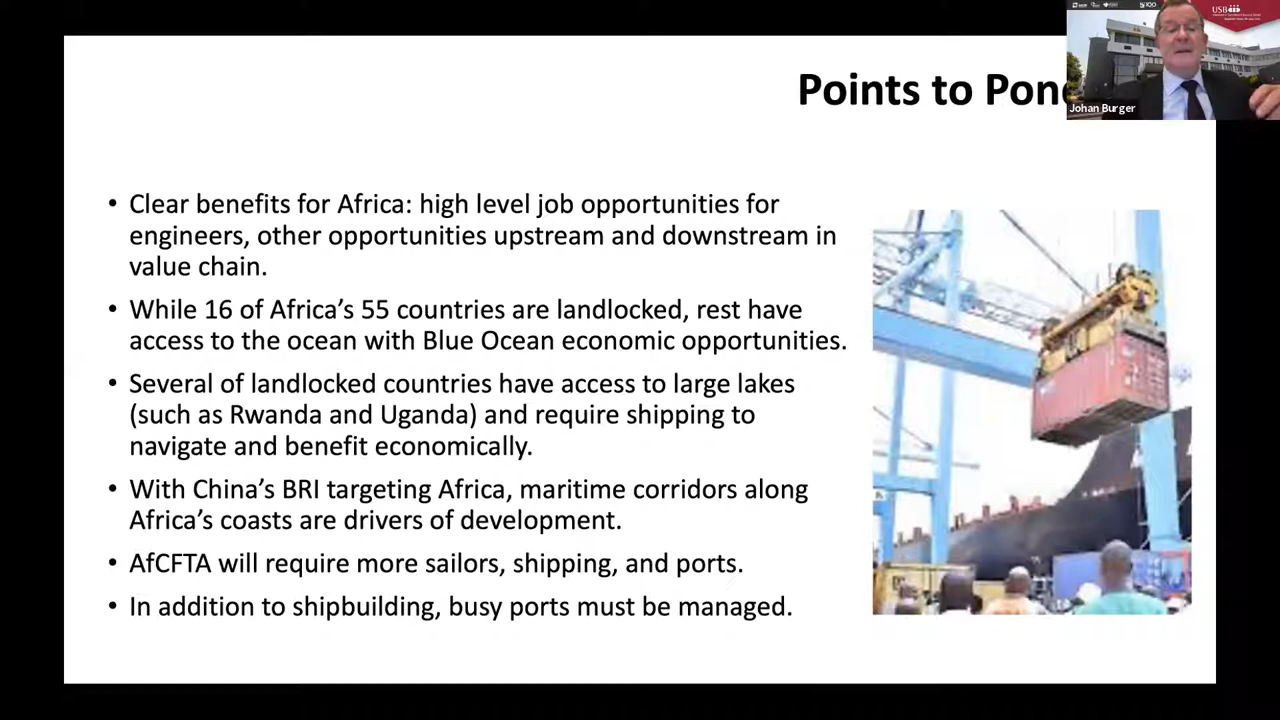 Points to Pon
USB
Johan Burger
• Clear benefits for Africa: high level job opportunities for
engineers, other opportunities upstream and downstream in
value chain.
• While 16 of Africa’s 55 countries are landlocked, rest have
access to the ocean with Blue Ocean economic opportunities.
• Several of landlocked countries have access to large lakes
(such as Rwanda and Uganda) and require shipping to
navigate and benefit economically.
• With China’s BRI targeting Africa, maritime corridors along
Africa’s coasts are drivers of development.
• AfCFTA will require more sailors, shipping, and ports.
• In addition to shipbuilding, busy ports must be managed.